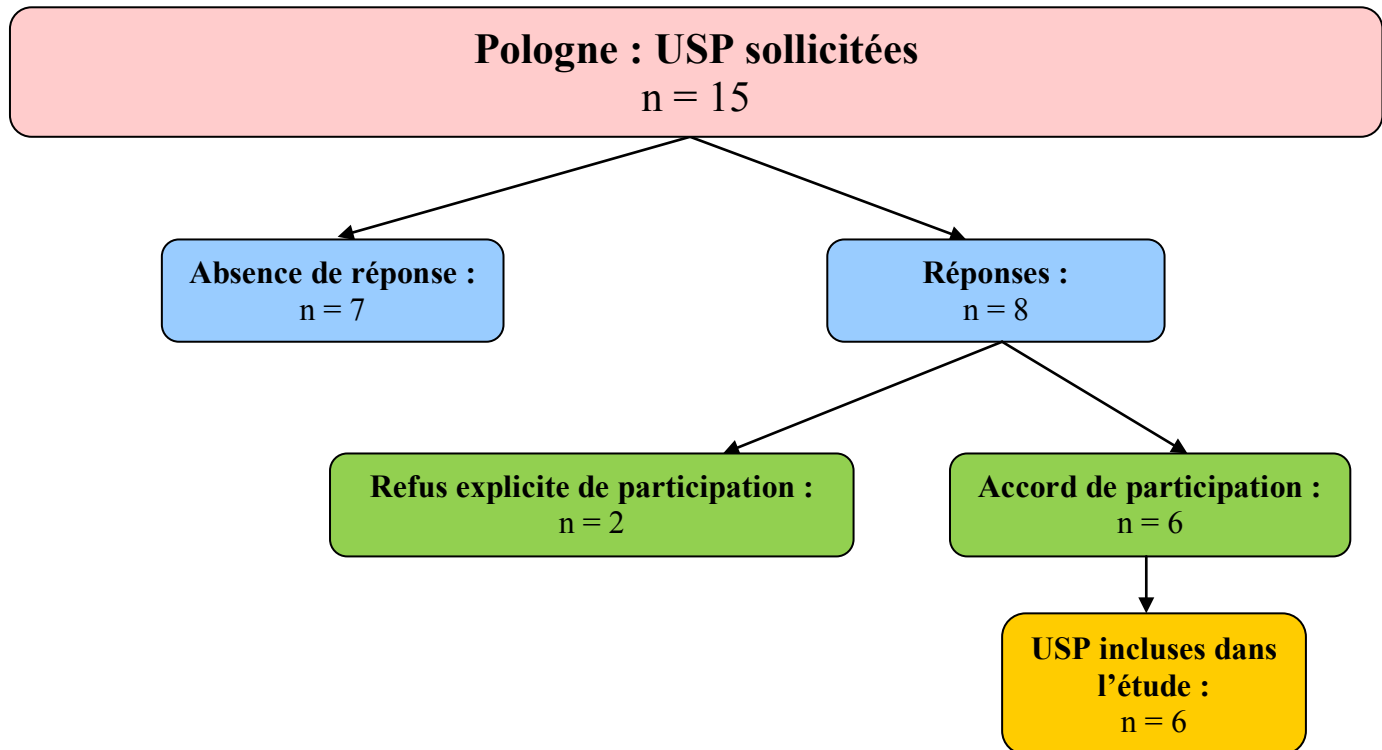 Pologne : USP sollicitées
n = 15
Absence de réponse :
n = 7
Réponses :
n = 8
Refus explicite de participation :
n = 2
Accord de participation :
n = 6
USP incluses dans
l’étude :
n = 6